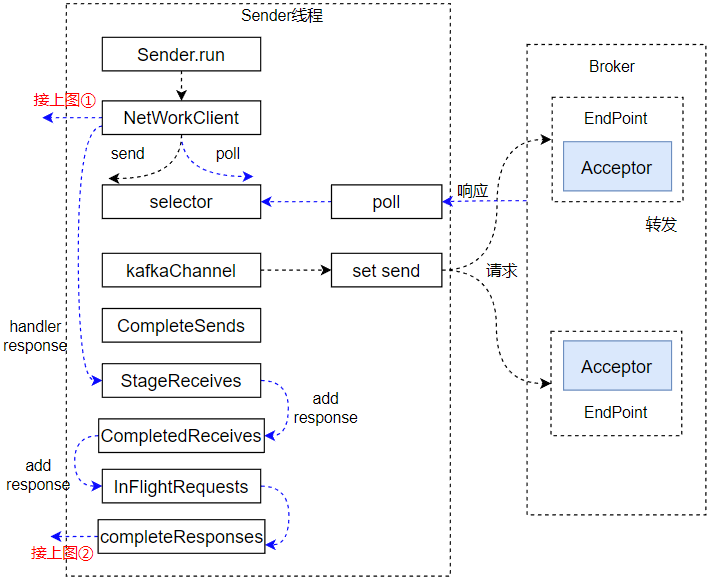 Sender线程
Sender.run
接上图①
NetWorkClient
send
poll
selector
poll
响应
kafkaChannel
set send
请求
CompleteSends
handler
response
StageReceives
add
response
CompletedReceives
add
response
InFlightRequests
completeResponses
接上图②
Broker
EndPoint
Acceptor
转发
Acceptor
EndPoint